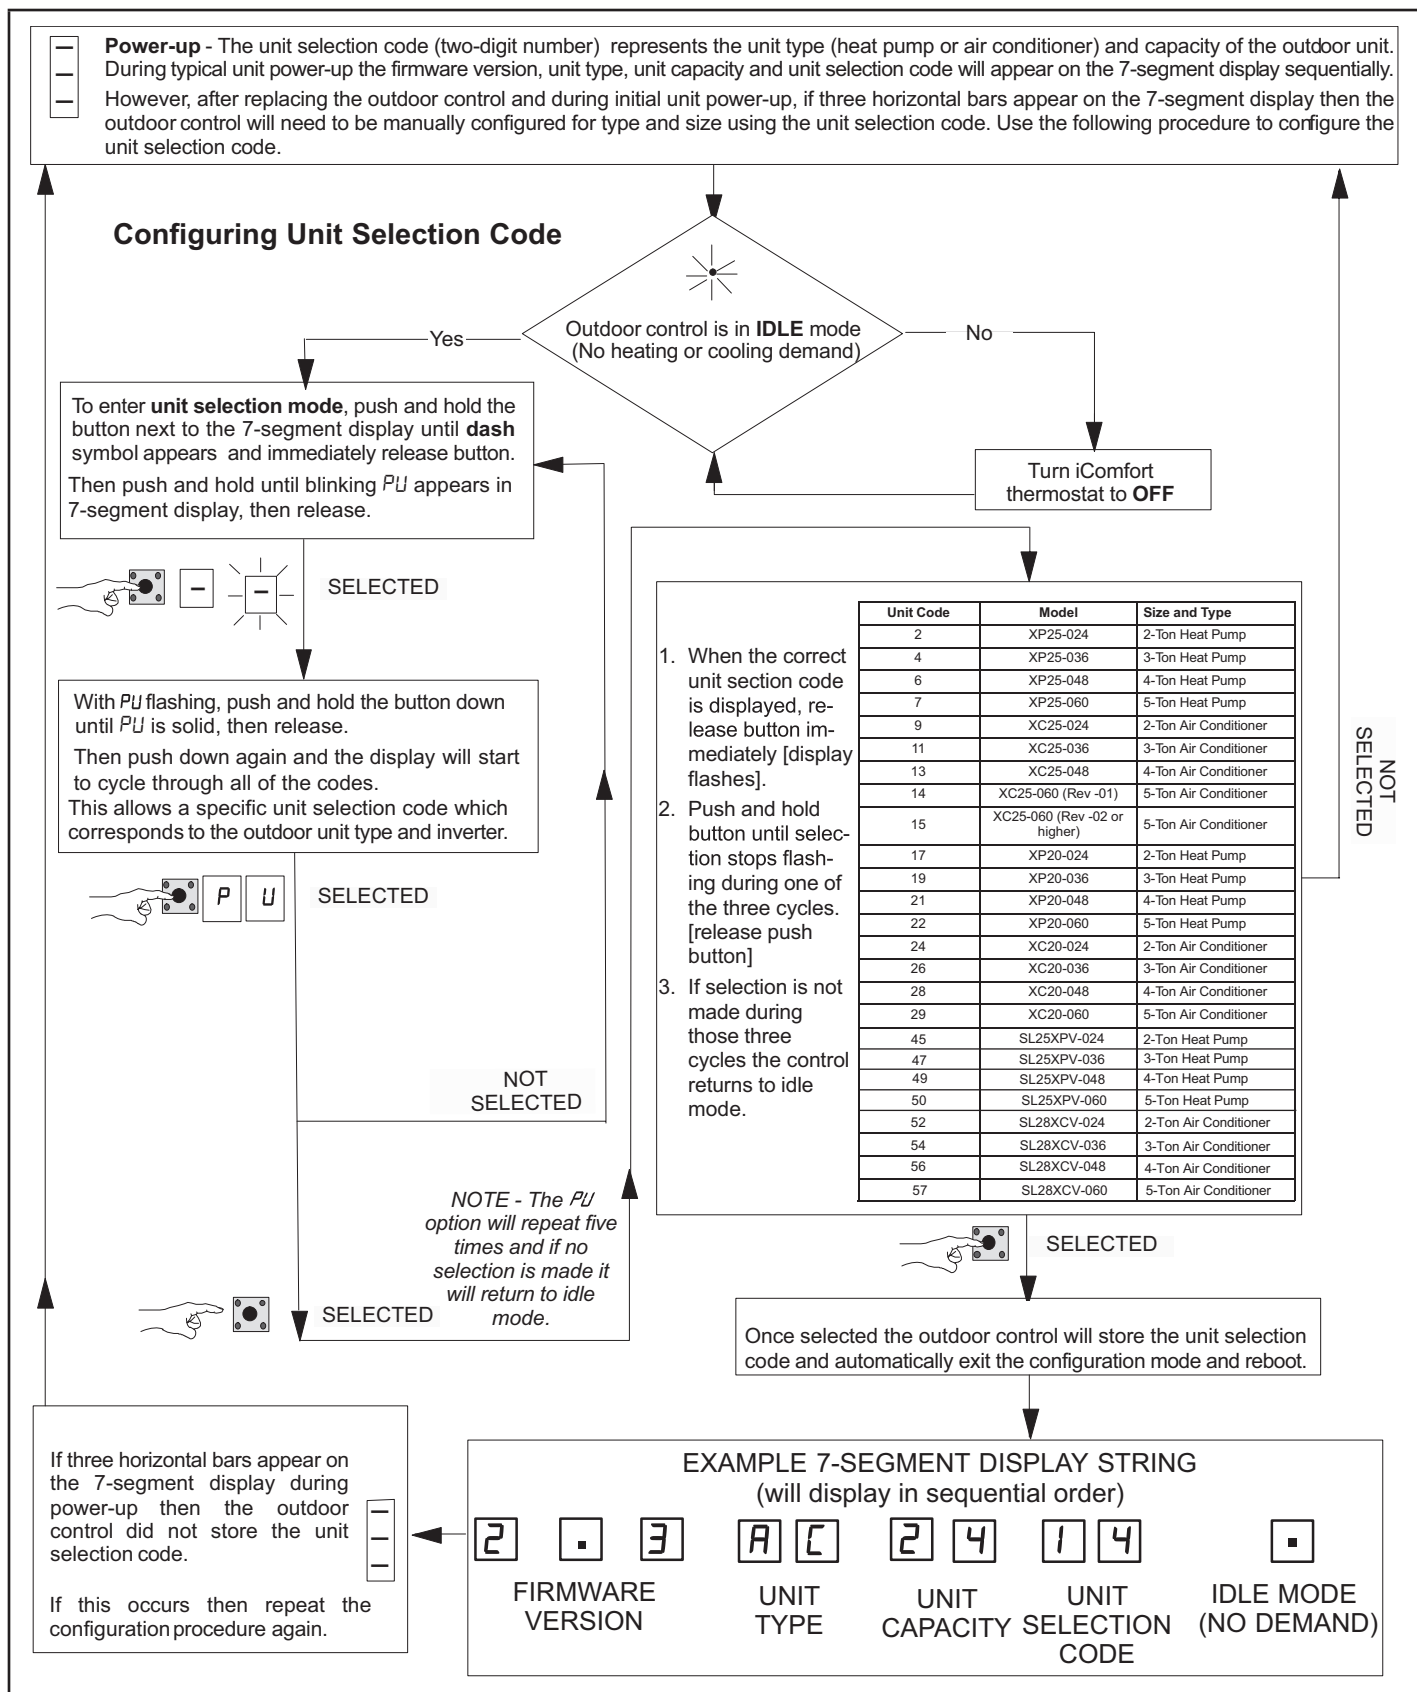 Power-up - The unit selection code (two-digit number) represents the unit type (heat pump or air conditioner) and capacity of the outdoor unit.
During typical unit power-up the firmware version, unit type, unit capacity and unit selection code will appear on the 7-segment display sequentially.
However, after replacing the outdoor control and during initial unit power-up, if three horizontal bars appear on the 7-segment display then the
outdoor control will need to be manually configured for type and size using the unit selection code. Use the following procedure to configure the
unit selection code.
Configuring Unit Selection Code
Outdoor control is in IDLE mode
(No heating or cooling demand)
Yes
No
To enter unit selection mode, push and hold the
button next to the 7-segment display until dash
symbol appears and immediately release button.
Then push and hold until blinking PU appears in
7-segment display, then release.
Turn iComfort
thermostat to OFF
SELECTED
With PU flashing, push and hold the button down
until PU is solid, then release.
Then push down again and the display will start
to cycle through all of the codes.
This allows a specific unit selection code which
corresponds to the outdoor unit type and inverter.
P U
SELECTED
NOT
SELECTED
NOTE - The PU
option will repeat five
times and if no
selection is made it
will return to idle
mode.
SELECTED
1. When the correct
unit section code
is displayed, re-
lease button im-
mediately [display
flashes].
2. Push and hold
button until selec-
tion stops flash-
ing during one of
the three cycles.
[release push
button]
3. If selection is not
made during
those three
cycles the control
returns to idle
mode.
Unit Code Model Size and Type
2 XP25-024 2-Ton Heat Pump
4 XP25-036 3-Ton Heat Pump
6 XP25-048 4-Ton Heat Pump
7 XP25-060 5-Ton Heat Pump
9 XC25-024 2-Ton Air Conditioner
11 XC25-036 3-Ton Air Conditioner
13 XC25-048 4-Ton Air Conditioner
14 XC25-060 (Rev -01) 5-Ton Air Conditioner
15 XC25-060 (Rev -02 or
higher) 5-Ton Air Conditioner
17 XP20-024 2-Ton Heat Pump
19 XP20-036 3-Ton Heat Pump
21 XP20-048 4-Ton Heat Pump
22 XP20-060 5-Ton Heat Pump
24 XC20-024 2-Ton Air Conditioner
26 XC20-036 3-Ton Air Conditioner
28 XC20-048 4-Ton Air Conditioner
29 XC20-060 5-Ton Air Conditioner
45 SL25XPV-024 2-Ton Heat Pump
47 SL25XPV-036 3-Ton Heat Pump
49 SL25XPV-048 4-Ton Heat Pump
50 SL25XPV-060 5-Ton Heat Pump
52 SL28XCV-024 2-Ton Air Conditioner
54 SL28XCV-036 3-Ton Air Conditioner
56 SL28XCV-048 4-Ton Air Conditioner
57 SL28XCV-060 5-Ton Air Conditioner
NOT
SELECTED
SELECTED
Once selected the outdoor control will store the unit selection
code and automatically exit the configuration mode and reboot.
If three horizontal bars appear on
the 7-segment display during
power-up then the outdoor
control did not store the unit
selection code.
If this occurs then repeat the
configuration procedure again.
EXAMPLE 7-SEGMENT DISPLAY STRING
(will display in sequential order)
2 . 3 A C 2 4 1 4 .
FIRMWARE
VERSION
UNIT
TYPE
UNIT
CAPACITY
UNIT
SELECTION
CODE
IDLE MODE
(NO DEMAND)